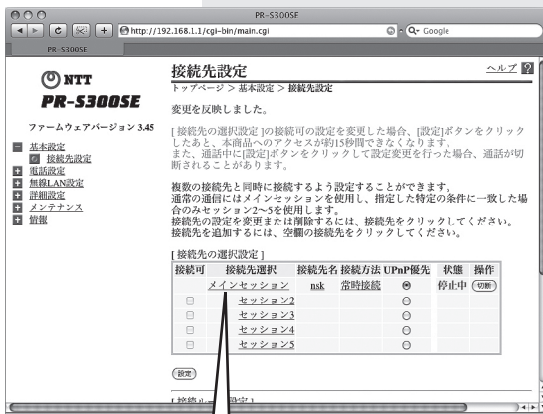 PR-S300SE
http://192.168.1.1/cgi-bin/main.cgi
Q- Google
PR-S300SE
NTT
PR-S300SE
ファームウェアバージョン 3.45
基本設定
接続先設定
電話設定
無線LAN設定
詳細設定
メンテナンス
情報
接続先設定
ヘルプ ?
トップページ > 基本設定 > 接続先設定
変更を反映しました。
[ 接続先の選択設定 ]の接続可の設定を変更した場合、[設定]ボタンをクリック
したあと、本商品へのアクセスが約15秒間できなくなります。
また、通話中に[設定]ボタンをクリックして設定変更を行った場合、通話が切
断されることがあります。
複数の接続先と同時に接続するよう設定することができます。
通常の通信にはメインセッションを使用し、指定した特定の条件に一致した場
合のみセッション2〜5を使用します。
接続先の設定を変更または削除するには、接続先をクリックしてください。
接続先を追加するには、空欄の接続先をクリックしてください。
[ 接続先の選択設定 ]
接続可 接続先選択 接続先名 接続方法 UPnP優先 状態 操作
メインセッション nsk 常時接続 停止中 切断
セッション2
セッション3
セッション4
セッション5
設定
[ 接続ル 設定 ]